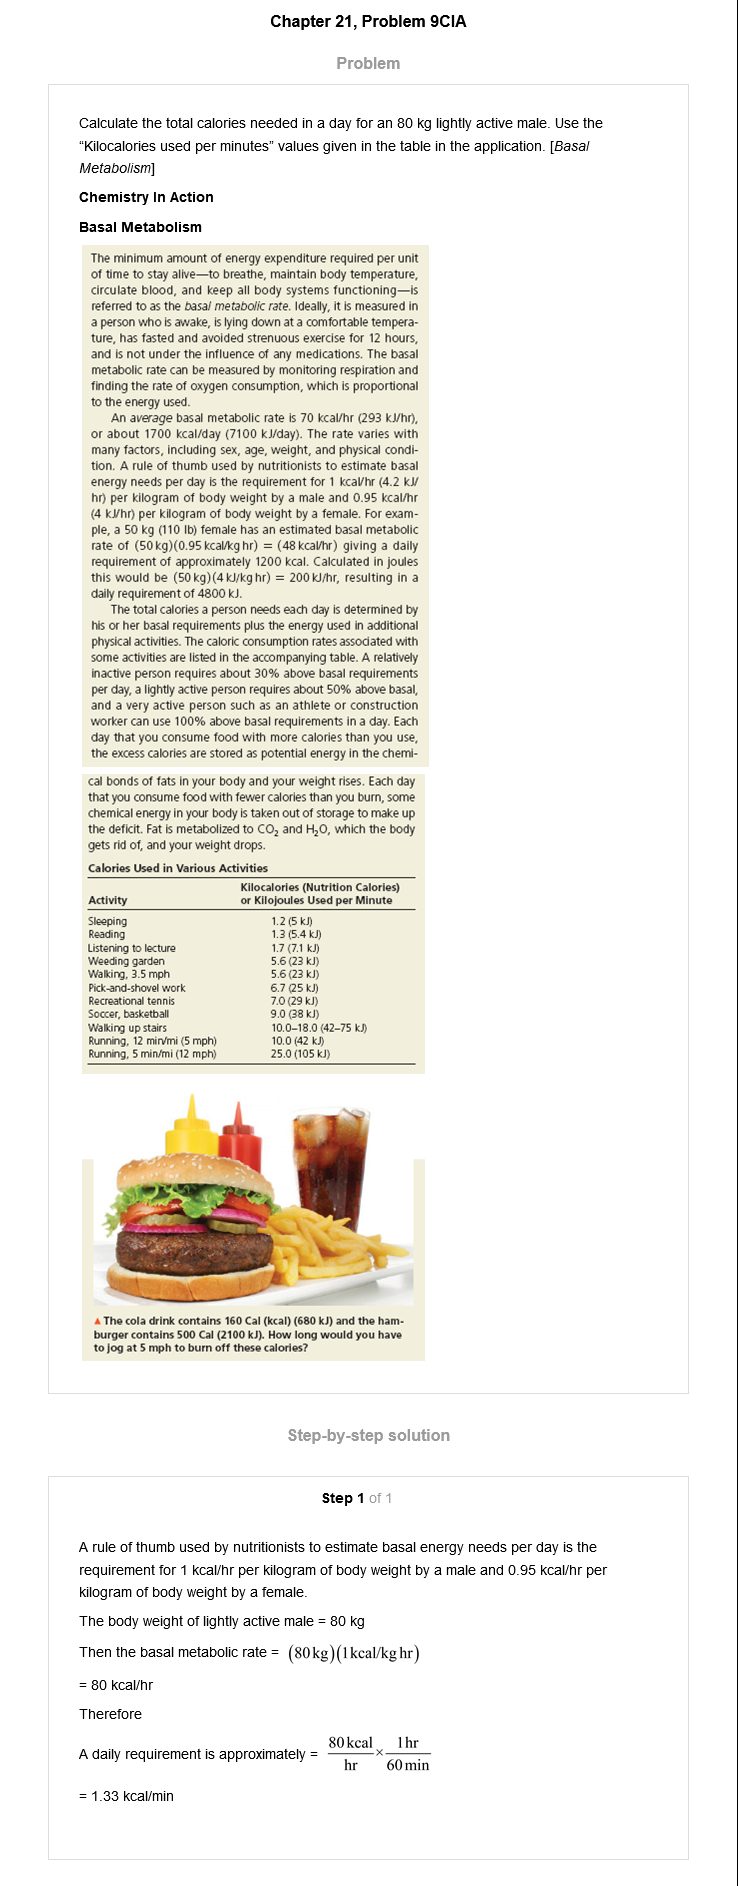 Chapter 21, Problem 9CIA
Problem
Calculate the total calories needed in a day for an 80 kg lightly active male. Use the
“Kilocalories used per minutes” values given in the table in the application. [Basal
Metabolism]
Chemistry In Action
Basal Metabolism
The minimum amount of energy expenditure required per unit
of time to stay alive—to breathe, maintain body temperature,
circulate blood, and keep all body systems functioning—is
referred to as the basal metabolic rate. Ideally, it is measured in
a person who is awake, is lying down at a comfortable tempera-
ture, has fasted and avoided strenuous exercise for 12 hours,
and is not under the influence of any medications. The basal
metabolic rate can be measured by monitoring respiration and
finding the rate of oxygen consumption, which is proportional
to the energy used.
An average basal metabolic rate is 70 kcal/hr (293 kJ/hr),
or about 1700 kcal/day (7100 kJ/day). The rate varies with
many factors, including sex, age, weight, and physical condi-
tion. A rule of thumb used by nutritionists to estimate basal
energy needs per day is the requirement for 1 kcal/hr (4.2 kJ/
hr) per kilogram of body weight by a male and 0.95 kcal/hr
(4 kJ/hr) per kilogram of body weight by a female. For exam-
ple, a 50 kg (110 lb) female has an estimated basal metabolic
rate of (50 kg)(0.95 kcal/kg hr) = (48 kcal/hr) giving a daily
requirement of approximately 1200 kcal. Calculated in joules
this would be (50 kg)(4 kJ/kg hr) = 200 kJ/hr, resulting in a
daily requirement of 4800 kJ.
The total calories a person needs each day is determined by
his or her basal requirements plus the energy used in additional
physical activities. The caloric consumption rates associated with
some activities are listed in the accompanying table. A relatively
inactive person requires about 30% above basal requirements
per day, a lightly active person requires about 50% above basal,
and a very active person such as an athlete or construction
worker can use 100% above basal requirements in a day. Each
day that you consume food with more calories than you use,
the excess calories are stored as potential energy in the chemi-
cal bonds of fats in your body and your weight rises. Each day
that you consume food with fewer calories than you burn, some
chemical energy in your body is taken out of storage to make up
the deficit. Fat is metabolized to CO₂ and H₂O, which the body
gets rid of, and your weight drops.
Calories Used in Various Activities
Kilocalories (Nutrition Calories)
Activity or Kilojoules Used per Minute
Sleeping 1.2 (5 kJ)
Reading 1.3 (5.4 kJ)
Listening to lecture 1.7 (7.1 kJ)
Weeding garden 5.6 (23 kJ)
Walking, 3.5 mph 5.6 (23 kJ)
Pick-and-shovel work 6.7 (25 kJ)
Recreational tennis 7.0 (29 kJ)
Soccer, basketball 9.0 (38 kJ)
Walking up stairs 10.0–18.0 (42–75 kJ)
Running, 12 min/mi (5 mph) 10.0 (42 kJ)
Running, 5 min/mi (12 mph) 25.0 (105 kJ)
▲ The cola drink contains 160 Cal (kcal) (680 kJ) and the ham-
burger contains 500 Cal (2100 kJ). How long would you have
to jog at 5 mph to burn off these calories?
Step-by-step solution
Step 1 of 1
A rule of thumb used by nutritionists to estimate basal energy needs per day is the
requirement for 1 kcal/hr per kilogram of body weight by a male and 0.95 kcal/hr per
kilogram of body weight by a female.
The body weight of lightly active male = 80 kg
Then the basal metabolic rate = (80 kg)(1 kcal/kg hr)
= 80 kcal/hr
Therefore
A daily requirement is approximately = 80 kcal/hr × 1 hr/60 min
= 1.33 kcal/min